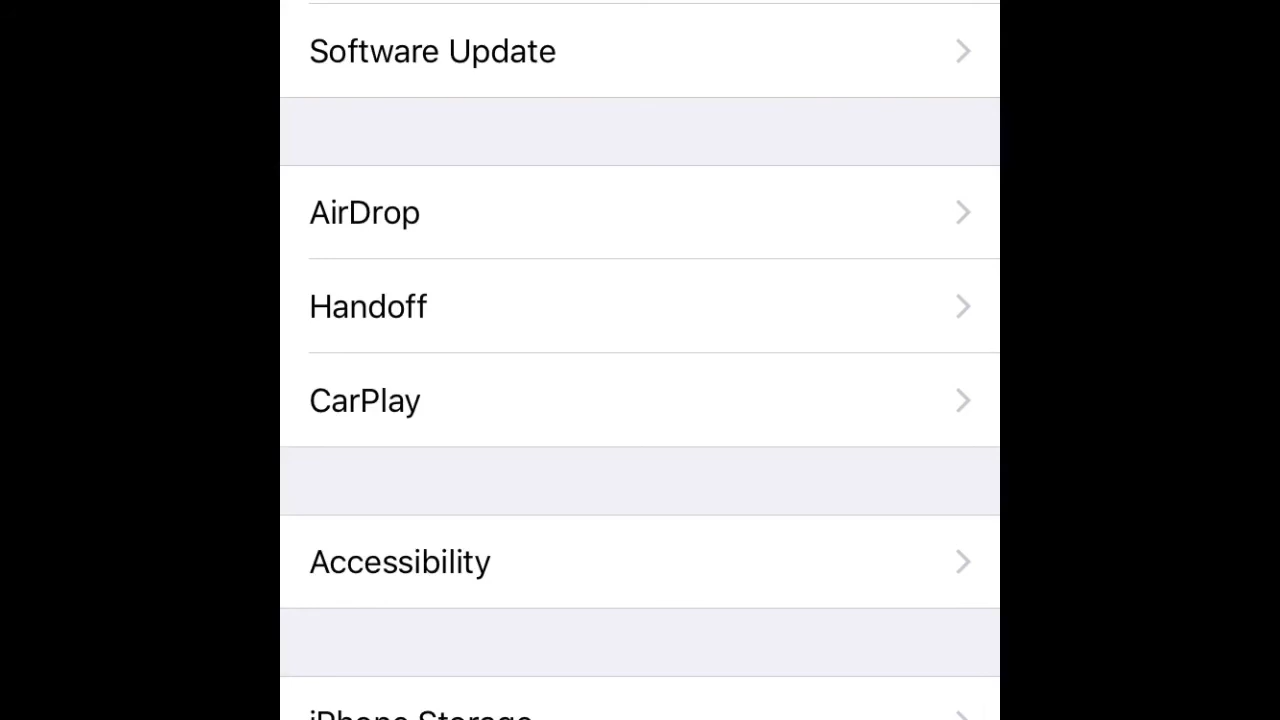 Software Update
AirDrop
Handoff
CarPlay
Accessibility
iPhone Storage